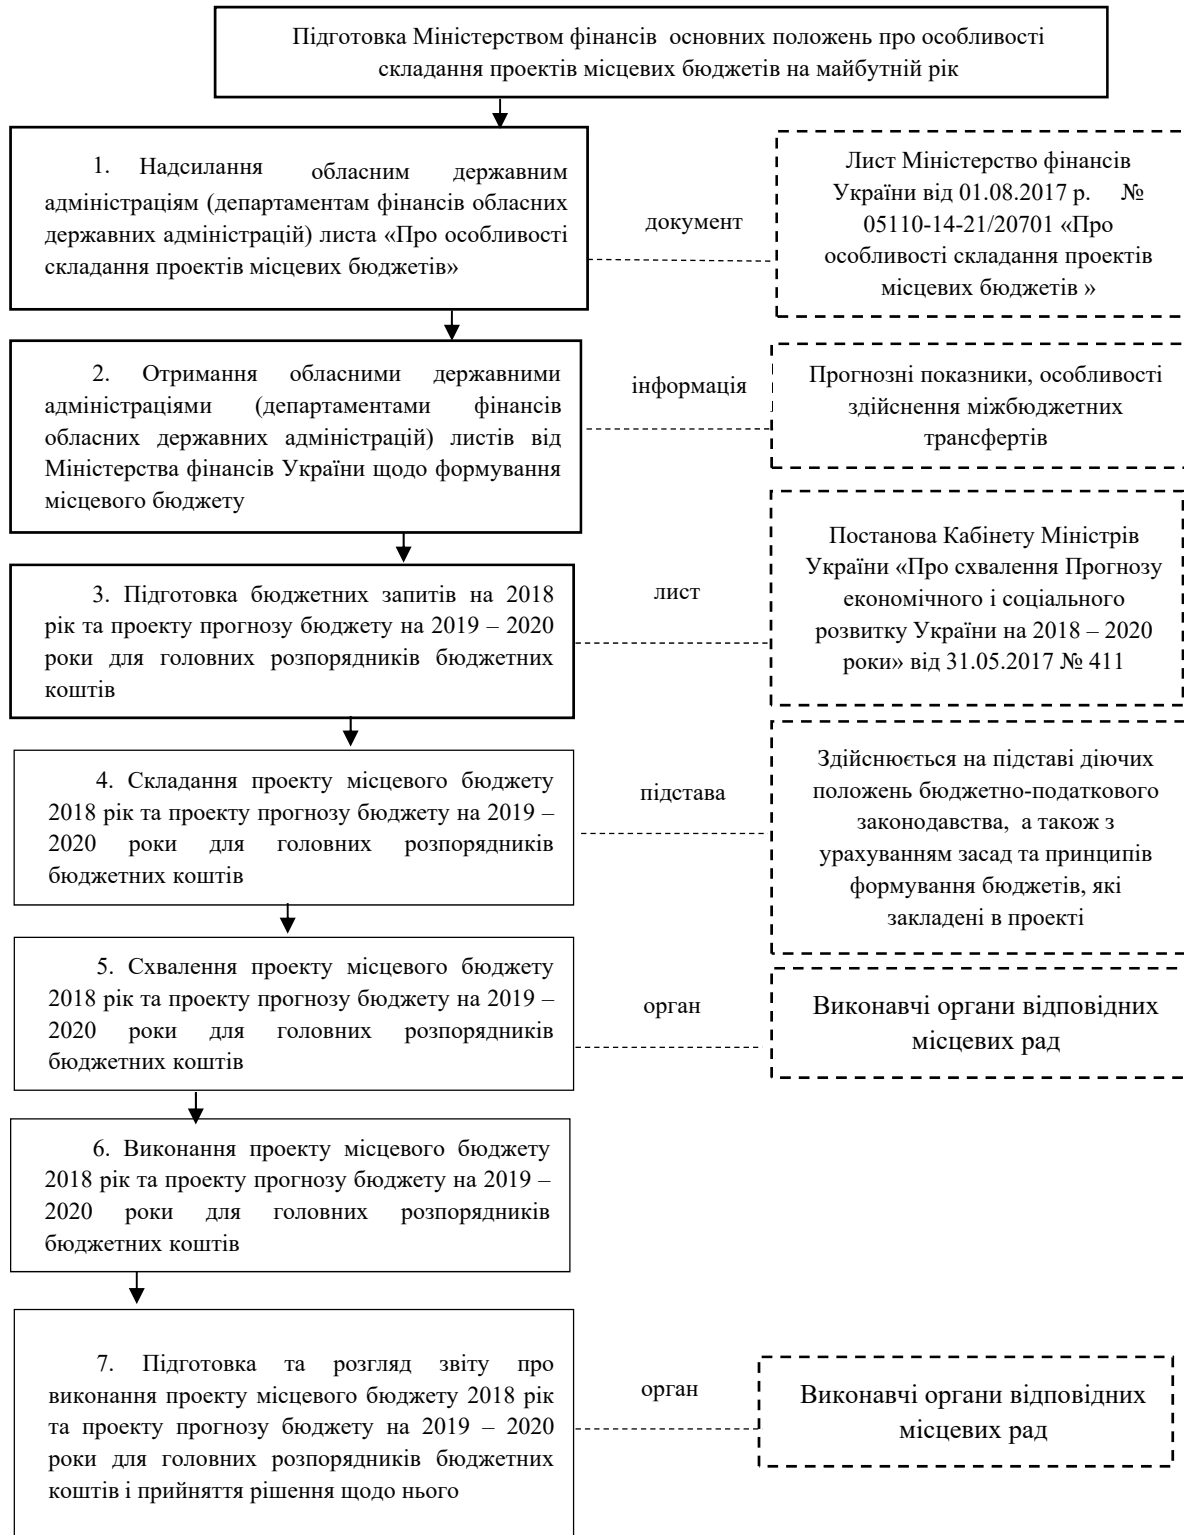 Підготовка Міністерством фінансів основних положень про особливості
складання проектів місцевих бюджетів на майбутній рік
1. Надсилання обласним державним
адміністраціям (департаментам фінансів обласних
державних адміністрацій) листа «Про особливості
складання проектів місцевих бюджетів»
документ
Лист Міністерство фінансів
України від 01.08.2017 р. №
05110-14-21/20701 «Про
особливості складання проектів
місцевих бюджетів »
2. Отримання обласними державними
адміністраціями (департаментами фінансів
обласних державних адміністрацій) листів від
Міністерства фінансів України щодо формування
місцевого бюджету
інформація
Прогнозні показники, особливості
здійснення міжбюджетних
трансфертів
3. Підготовка бюджетних запитів на 2018
рік та проекту прогнозу бюджету на 2019 – 2020
роки для головних розпорядників бюджетних
коштів
лист
Постанова Кабінету Міністрів
України «Про схвалення Прогнозу
економічного і соціального
розвитку України на 2018 – 2020
роки» від 31.05.2017 № 411
4. Складання проекту місцевого бюджету
2018 рік та проекту прогнозу бюджету на 2019 –
2020 роки для головних розпорядників
бюджетних коштів
підстава
Здійснюється на підставі діючих
положень бюджетно-податкового
законодавства, а також з
урахуванням засад та принципів
формування бюджетів, які
закладені в проекті
5. Схвалення проекту місцевого бюджету
2018 рік та проекту прогнозу бюджету на 2019 –
2020 роки для головних розпорядників
бюджетних коштів
орган
Виконавчі органи відповідних
місцевих рад
6. Виконання проекту місцевого бюджету
2018 рік та проекту прогнозу бюджету на 2019 –
2020 роки для головних розпорядників
бюджетних коштів
7. Підготовка та розгляд звіту про
виконання проекту місцевого бюджету 2018 рік
та проекту прогнозу бюджету на 2019 – 2020
роки для головних розпорядників бюджетних
коштів і прийняття рішення щодо нього
орган
Виконавчі органи відповідних
місцевих рад